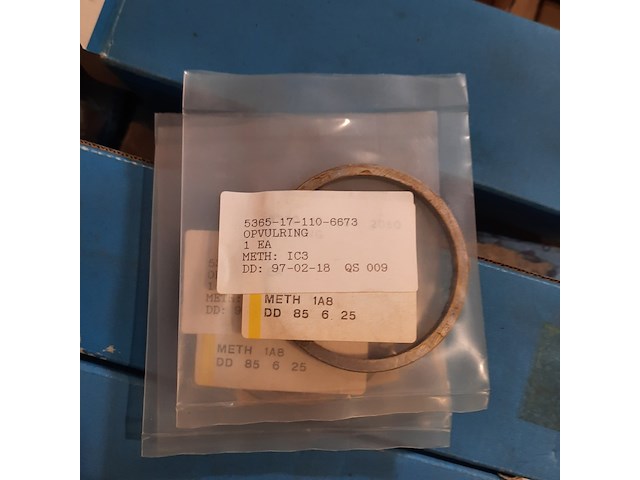 5365-17-110-6673
OPVULRING
1 EA
METH: IC3
DD: 97-02-18 QS 009
METH 1A8
DD 85 6 25
METH 1A8
DD 85 6 25